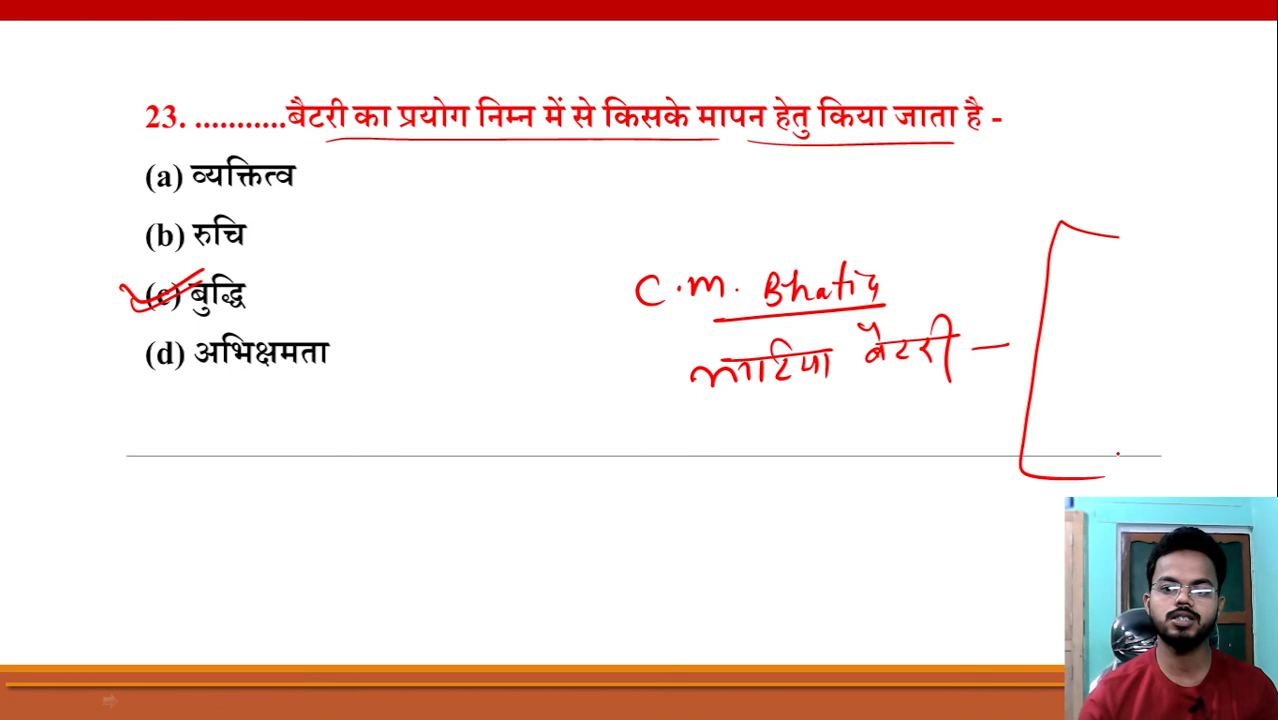 23. ...........बैटरी का प्रयोग निम्न में से किसके मापन हेतु किया जाता है -
(a) व्यक्तित्व
(b) रुचि
(c) बुद्धि
(d) अभिक्षमता
C.M. Bhatia
भाटिया बैटरी -